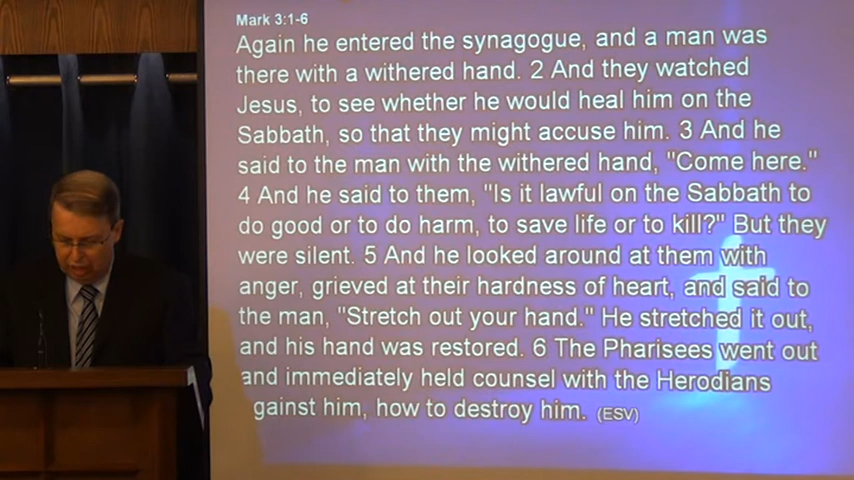 Mark 3:1-6
Again he entered the synagogue, and a man was
there with a withered hand. 2 And they watched
Jesus, to see whether he would heal him on the
Sabbath, so that they might accuse him. 3 And he
said to the man with the withered hand, "Come here."
4 And he said to them, "Is it lawful on the Sabbath to
do good or to do harm, to save life or to kill?" But they
were silent. 5 And he looked around at them with
anger, grieved at their hardness of heart, and said to
the man, "Stretch out your hand." He stretched it out,
and his hand was restored. 6 The Pharisees went out
and immediately held counsel with the Herodians
gainst him, how to destroy him. (ESV)